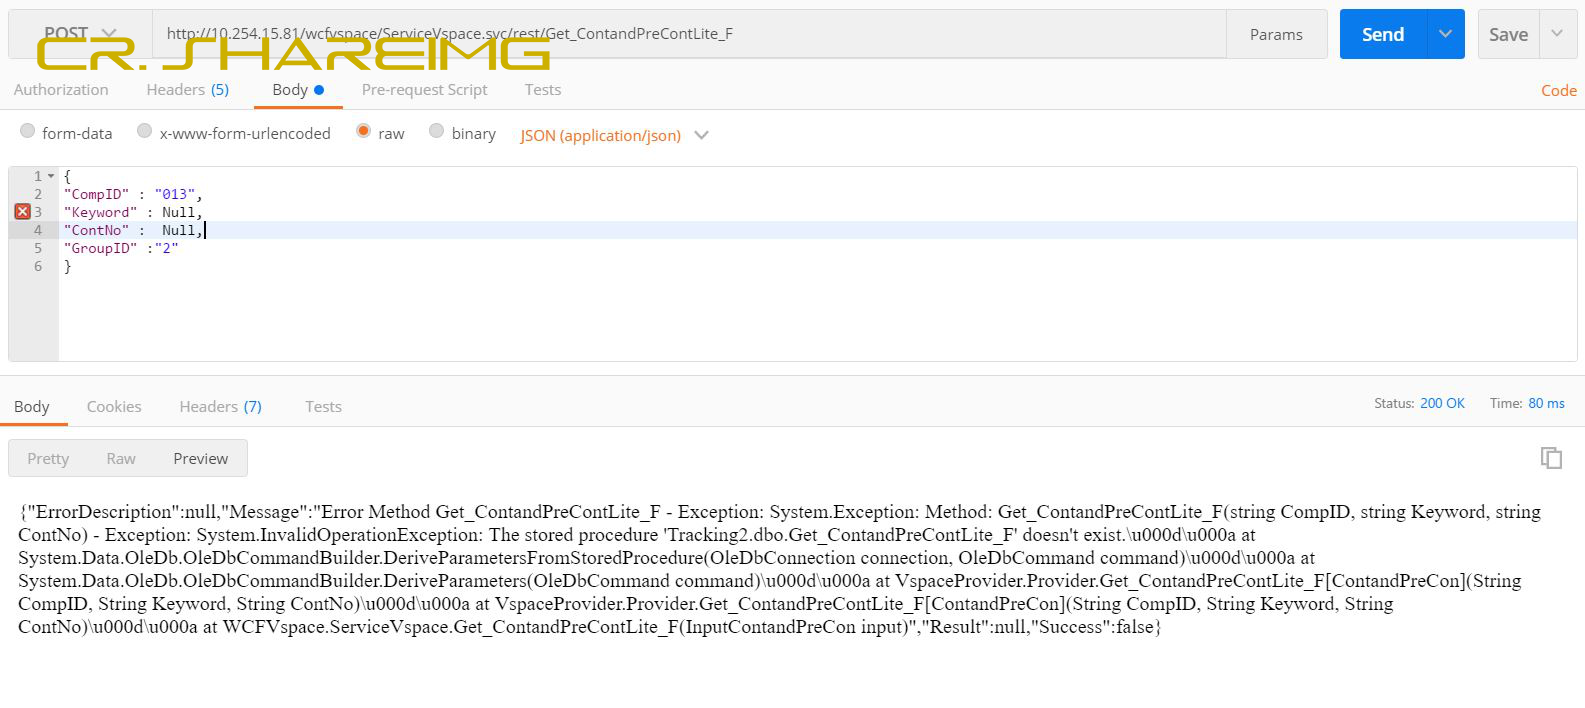 POST
http://10.254.15.81/wcfvspace/ServiceVspace.svc/rest/Get_ContandPreContLite_F
Params
Send
Save
CR. SHAREIMG
Authorization
Headers (5)
Body
Pre-request Script
Tests
Code
form-data
x-www-form-urlencoded
raw
binary
JSON (application/json)
1 {
2 "CompID" : "013",
3 "Keyword" : Null,
4 "ContNo" :  Null,
5 "GroupID" :"2"
6 }
Body
Cookies
Headers (7)
Tests
Status: 200 OK
Time: 80 ms
Pretty
Raw
Preview
{"ErrorDescription":null,"Message":"Error Method Get_ContandPreContLite_F - Exception: System.Exception: Method: Get_ContandPreContLite_F(string CompID, string Keyword, string
ContNo) - Exception: System.InvalidOperationException: The stored procedure 'Tracking2.dbo.Get_ContandPreContLite_F' doesn't exist.\u000d\u000a at
System.Data.OleDb.OleDbCommandBuilder.DeriveParametersFromStoredProcedure(OleDbConnection connection, OleDbCommand command)\u000d\u000a at
System.Data.OleDb.OleDbCommandBuilder.DeriveParameters(OleDbCommand command)\u000d\u000a at VspaceProvider.Provider.Get_ContandPreContLite_F[ContandPreCon](String
CompID, String Keyword, String ContNo)\u000d\u000a at VspaceProvider.Provider.Get_ContandPreContLite_F[ContandPreCon](String CompID, String Keyword, String
ContNo)\u000d\u000a at WCFVspace.ServiceVspace.Get_ContandPreContLite_F(InputContandPreCon input)","Result":null,"Success":false}